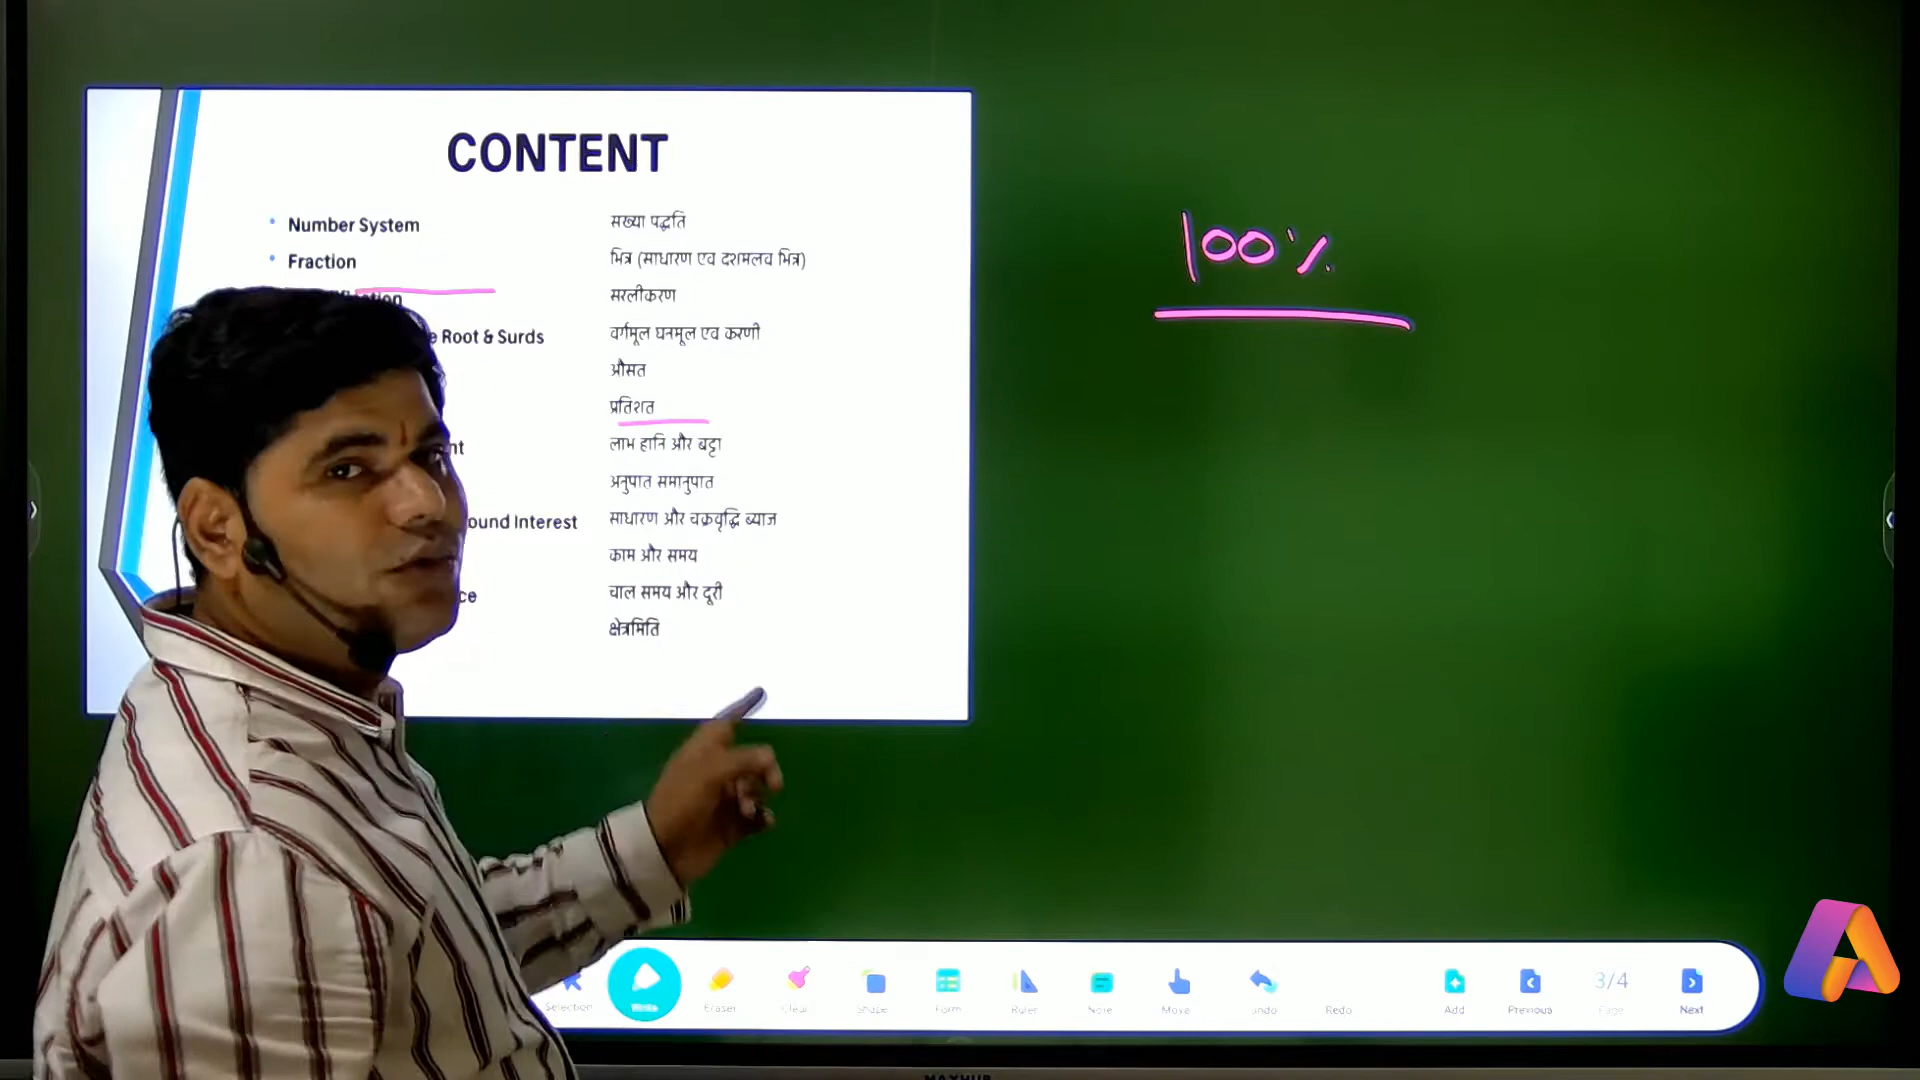 CONTENT
• Number System सख्या पद्धति
• Fraction भित्र (साधारण एव दशमलव भित्र)
सरलीकरण
Root & Surds वर्गमूल घनमूल एव करणी
औसत
प्रतिशत
लाभ हानि और बट्टा
अनुपात समानुपात
ound Interest साधारण और चक्रवृद्धि ब्याज
काम और समय
ce चाल समय और दूरी
क्षेत्रमिति
100%
Selection Write Eraser Clear Shape Form Ruler Note Move Undo Redo Add Previous 3/4 Page Next
MAXHUB